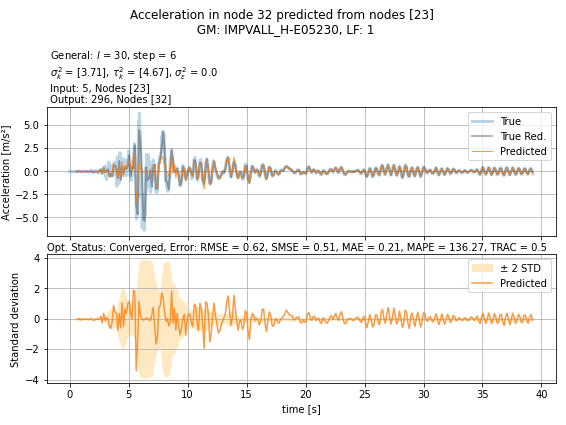 Acceleration in node 32 predicted from nodes [23]
GM: IMPVALL_H-E05230, LF: 1
General: l = 30, step = 6
σ²ₖ = [3.71], τ²ₖ = [4.67], σ²ε = 0.0
Input: 5, Nodes [23]
Output: 296, Nodes [32]
Acceleration [m/s²]
5.0
2.5
0.0
−2.5
−5.0
True
True Red.
Predicted
Opt. Status: Converged, Error: RMSE = 0.62, SMSE = 0.51, MAE = 0.21, MAPE = 136.27, TRAC = 0.5
Standard deviation
4
2
0
−2
−4
± 2 STD
Predicted
0 5 10 15 20 25 30 35 40
time [s]